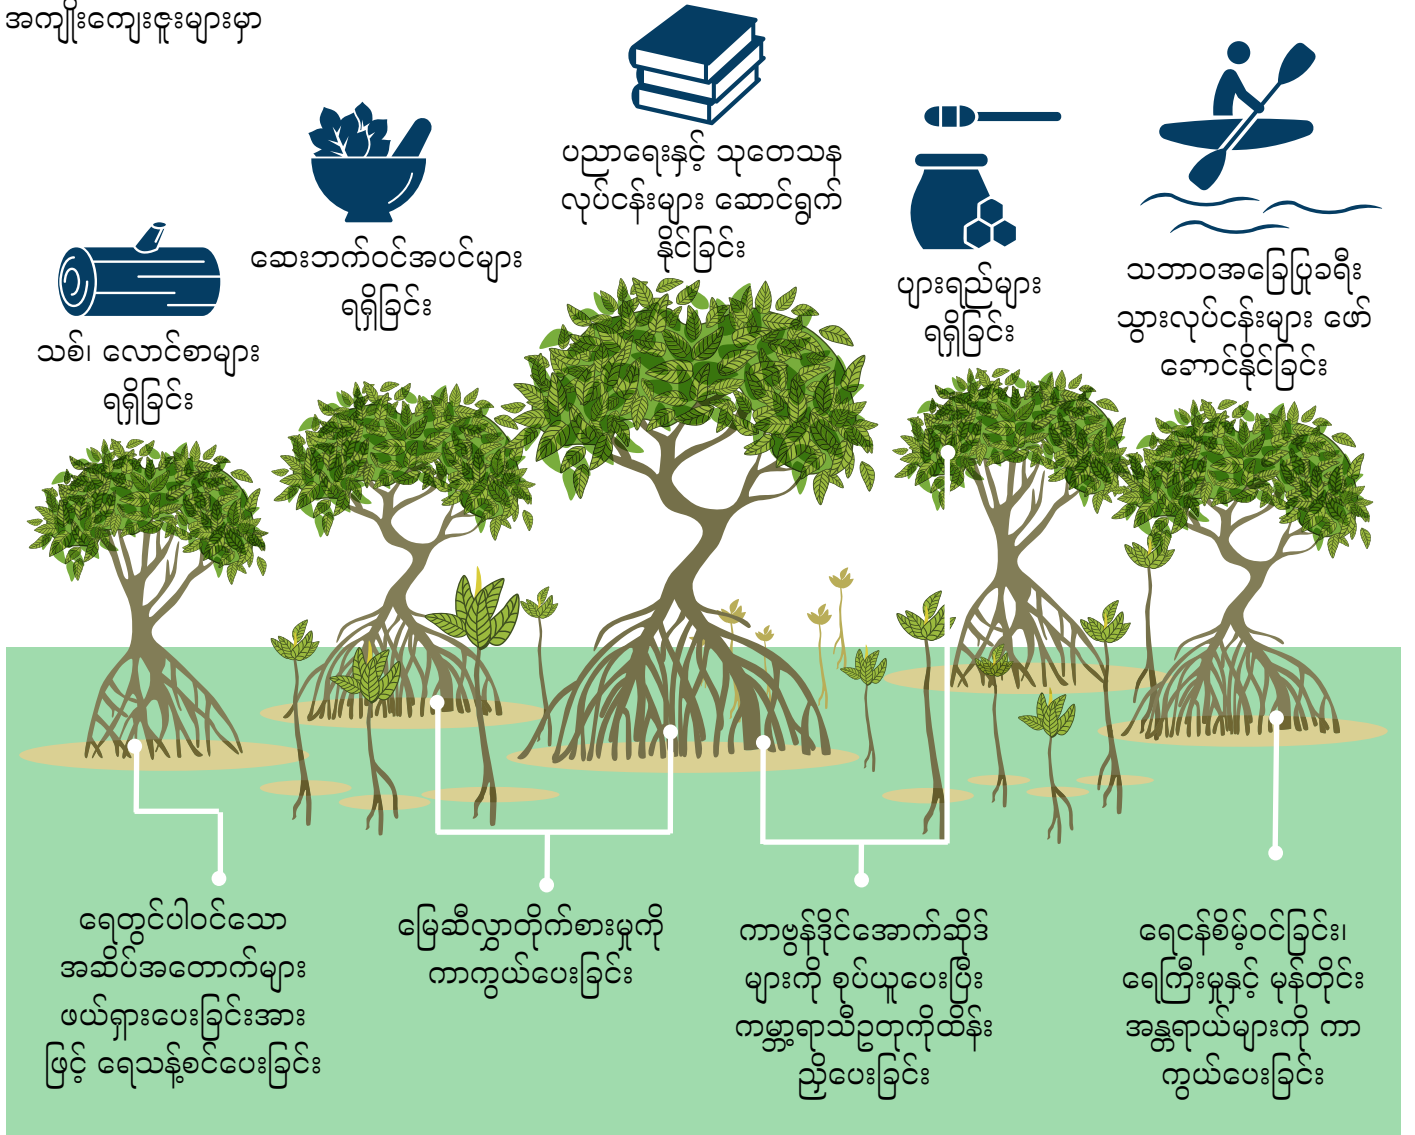 အကျိုးကျေးဇူးများမှာ
သစ်၊ လောင်စာများ
ရရှိခြင်း
ဆေးဘက်ဝင်အပင်များ
ရရှိခြင်း
ပညာရေးနှင့် သုတေသန
လုပ်ငန်းများ ဆောင်ရွက်
နိုင်ခြင်း
ပျားရည်များ
ရရှိခြင်း
သဘာဝအခြေပြုခရီး
သွားလုပ်ငန်းများ ဖော်
ဆောင်နိုင်ခြင်း
ရေတွင်ပါဝင်သော
အဆိပ်အတောက်များ
ဖယ်ရှားပေးခြင်းအား
ဖြင့် ရေသန့်စင်ပေးခြင်း
မြေဆီလွှာတိုက်စားမှုကို
ကာကွယ်ပေးခြင်း
ကာဗွန်ဒိုင်အောက်ဆိုဒ်
များကို စုပ်ယူပေးပြီး
ကမ္ဘာ့ရာသီဥတုကိုထိန်း
ညှိပေးခြင်း
ရေငန်စိမ့်ဝင်ခြင်း၊
ရေကြီးမှုနှင့် မုန်တိုင်း
အန္တရာယ်များကို ကာ
ကွယ်ပေးခြင်း